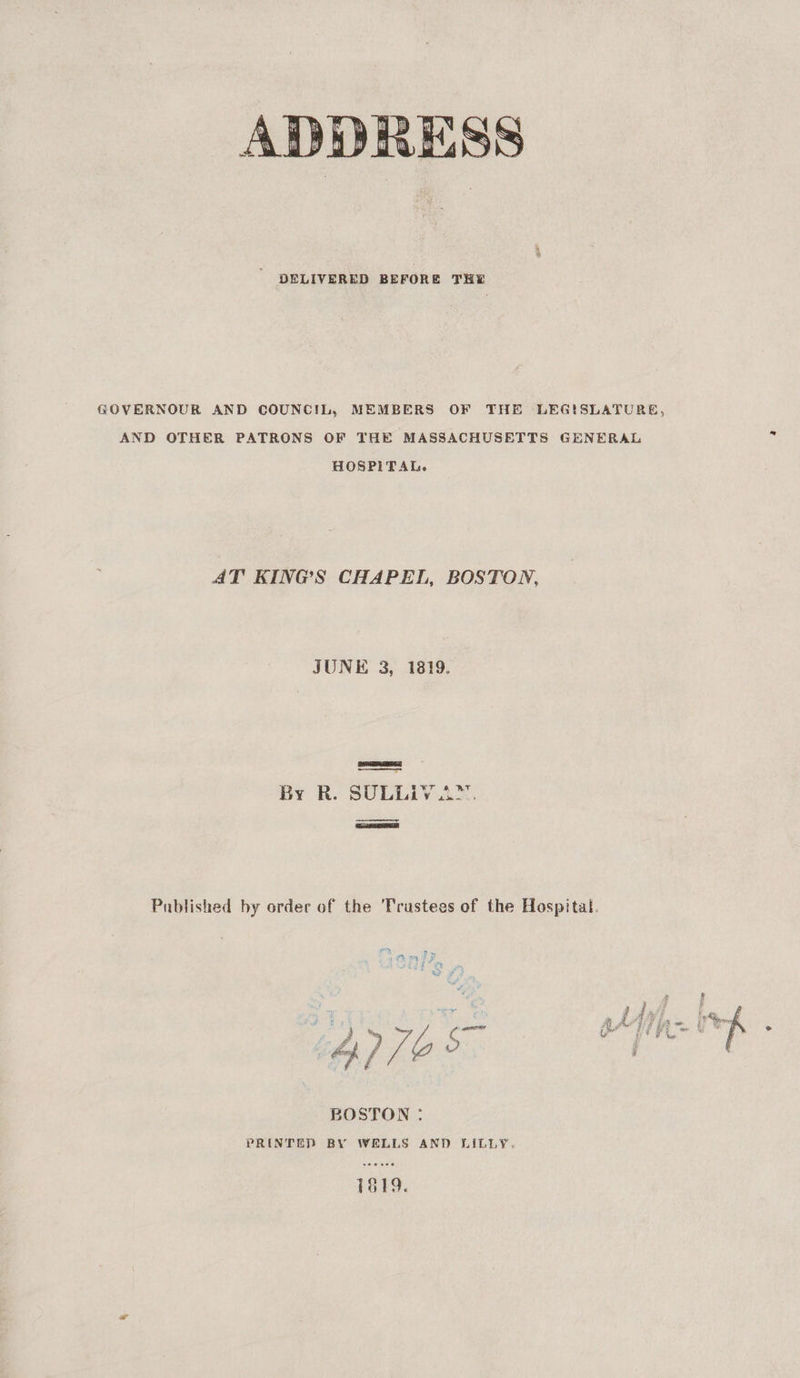 ADDRESS
DELIVERED BEFORE THE
GOVERNOUR AND COUNCIL, MEMBERS OF THE LEGISLATURE,
AND OTHER PATRONS OF THE MASSACHUSETTS GENERAL
HOSPITAL.
AT KING'S CHAPEL, BOSTON,
JUNE 3, 1819.
By R. SULLIVAN.
Published by order of the Trustees of the Hospital.
BOSTON :
PRINTED BY WELLS AND LILLY.
1819.